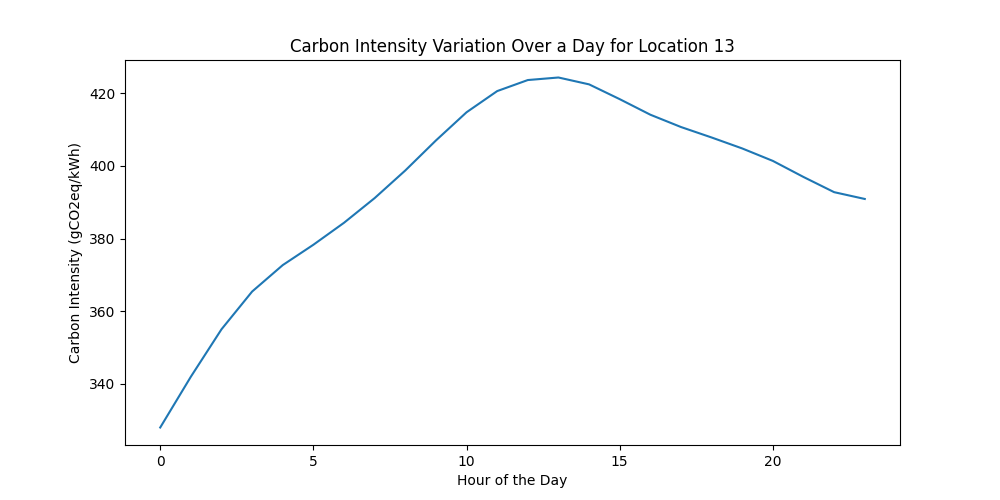 Carbon Intensity Variation Over a Day for Location 13
Carbon Intensity (gCO2eq/kWh)
420
400
380
360
340
0 5 10 15 20
Hour of the Day